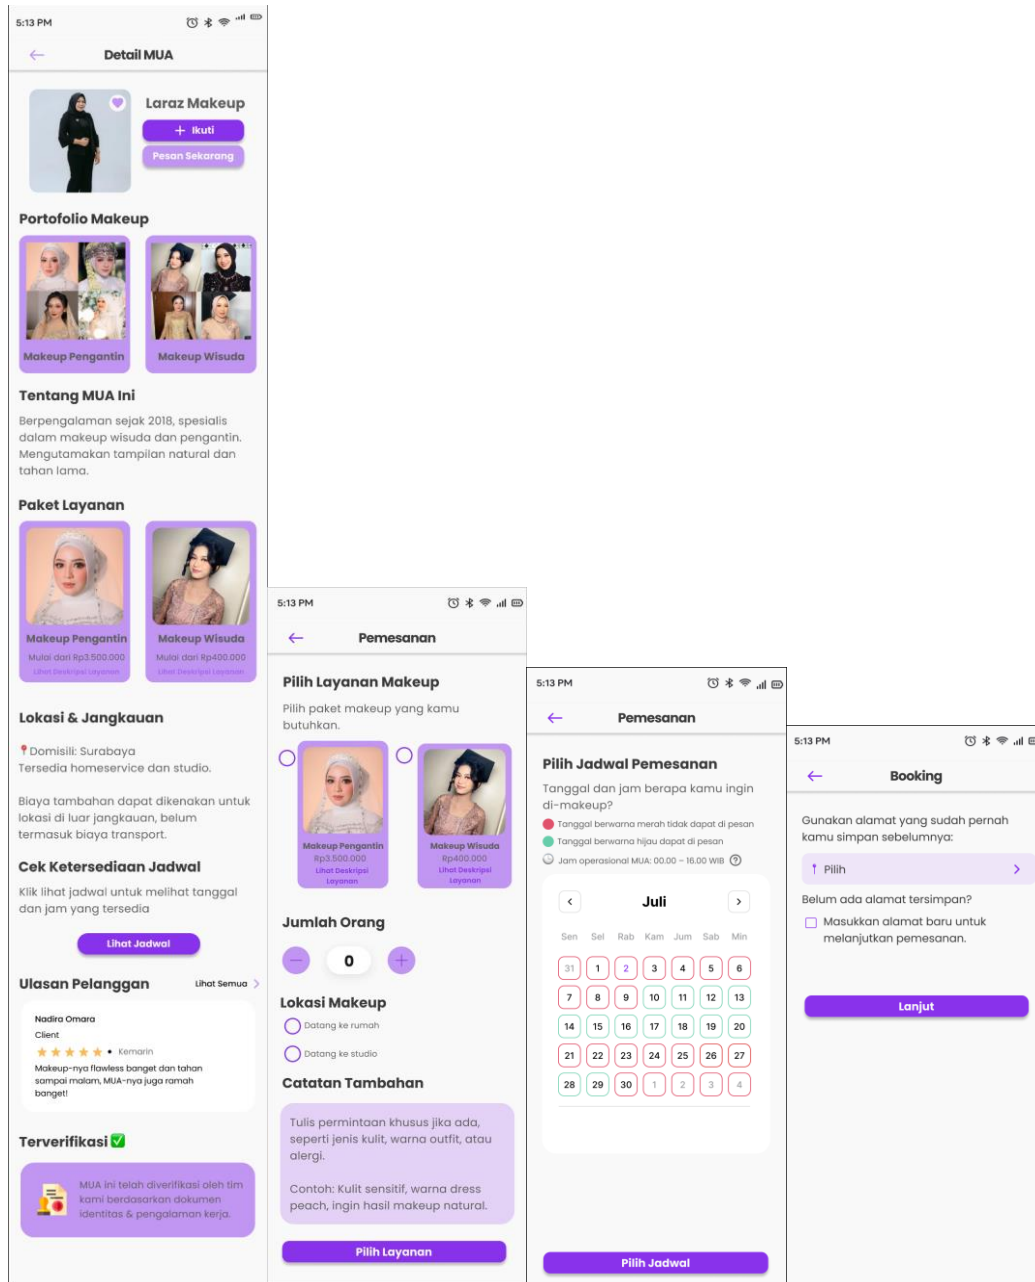 5:13 PM
Detail MUA
Laraz Makeup
+ Ikuti
Pesan Sekarang
Portofolio Makeup
Makeup Pengantin
Makeup Wisuda
Tentang MUA Ini
Berpengalaman sejak 2018, spesialis
dalam makeup wisuda dan pengantin.
Mengutamakan tampilan natural dan
tahan lama.
Paket Layanan
Makeup Pengantin
Mulai dari Rp3.500.000
Lihat Deskripsi Layanan
Makeup Wisuda
Mulai dari Rp400.000
Lihat Deskripsi Layanan
Lokasi & Jangkauan
Domisili: Surabaya
Tersedia homeservice dan studio.
Biaya tambahan dapat dikenakan untuk
lokasi di luar jangkauan, belum
termasuk biaya transport.
Cek Ketersediaan Jadwal
Klik lihat jadwal untuk melihat tanggal
dan jam yang tersedia
Lihat Jadwal
Ulasan Pelanggan
Lihat Semua >
Nadira Omara
Client
★★★★★ • Kemarin
Makeup-nya flawless banget dan tahan
sampai malam, MUA-nya juga ramah
banget!
Terverifikasi ✅
MUA ini telah diverifikasi oleh tim
kami berdasarkan dokumen
identitas & pengalaman kerja.
5:13 PM
Pemesanan
Pilih Layanan Makeup
Pilih paket makeup yang kamu
butuhkan.
Makeup Pengantin
Rp3.500.000
Lihat Deskripsi
Layanan
Makeup Wisuda
Rp400.000
Lihat Deskripsi
Layanan
Jumlah Orang
− 0 +
Lokasi Makeup
Datang ke rumah
Datang ke studio
Catatan Tambahan
Tulis permintaan khusus jika ada,
seperti jenis kulit, warna outfit, atau
alergi.
Contoh: Kulit sensitif, warna dress
peach, ingin hasil makeup natural.
Pilih Layanan
5:13 PM
Pemesanan
Pilih Jadwal Pemesanan
Tanggal dan jam berapa kamu ingin
di-makeup?
Tanggal berwarna merah tidak dapat di pesan
Tanggal berwarna hijau dapat di pesan
Jam operasional MUA: 00.00 – 16.00 WIB ?
< Juli >
Sen Sel Rab Kam Jum Sab Min
31 1 2 3 4 5 6
7 8 9 10 11 12 13
14 15 16 17 18 19 20
21 22 23 24 25 26 27
28 29 30 1 2 3 4
Pilih Jadwal
5:13 PM
Booking
Gunakan alamat yang sudah pernah
kamu simpan sebelumnya:
Pilih >
Belum ada alamat tersimpan?
Masukkan alamat baru untuk
melanjutkan pemesanan.
Lanjut